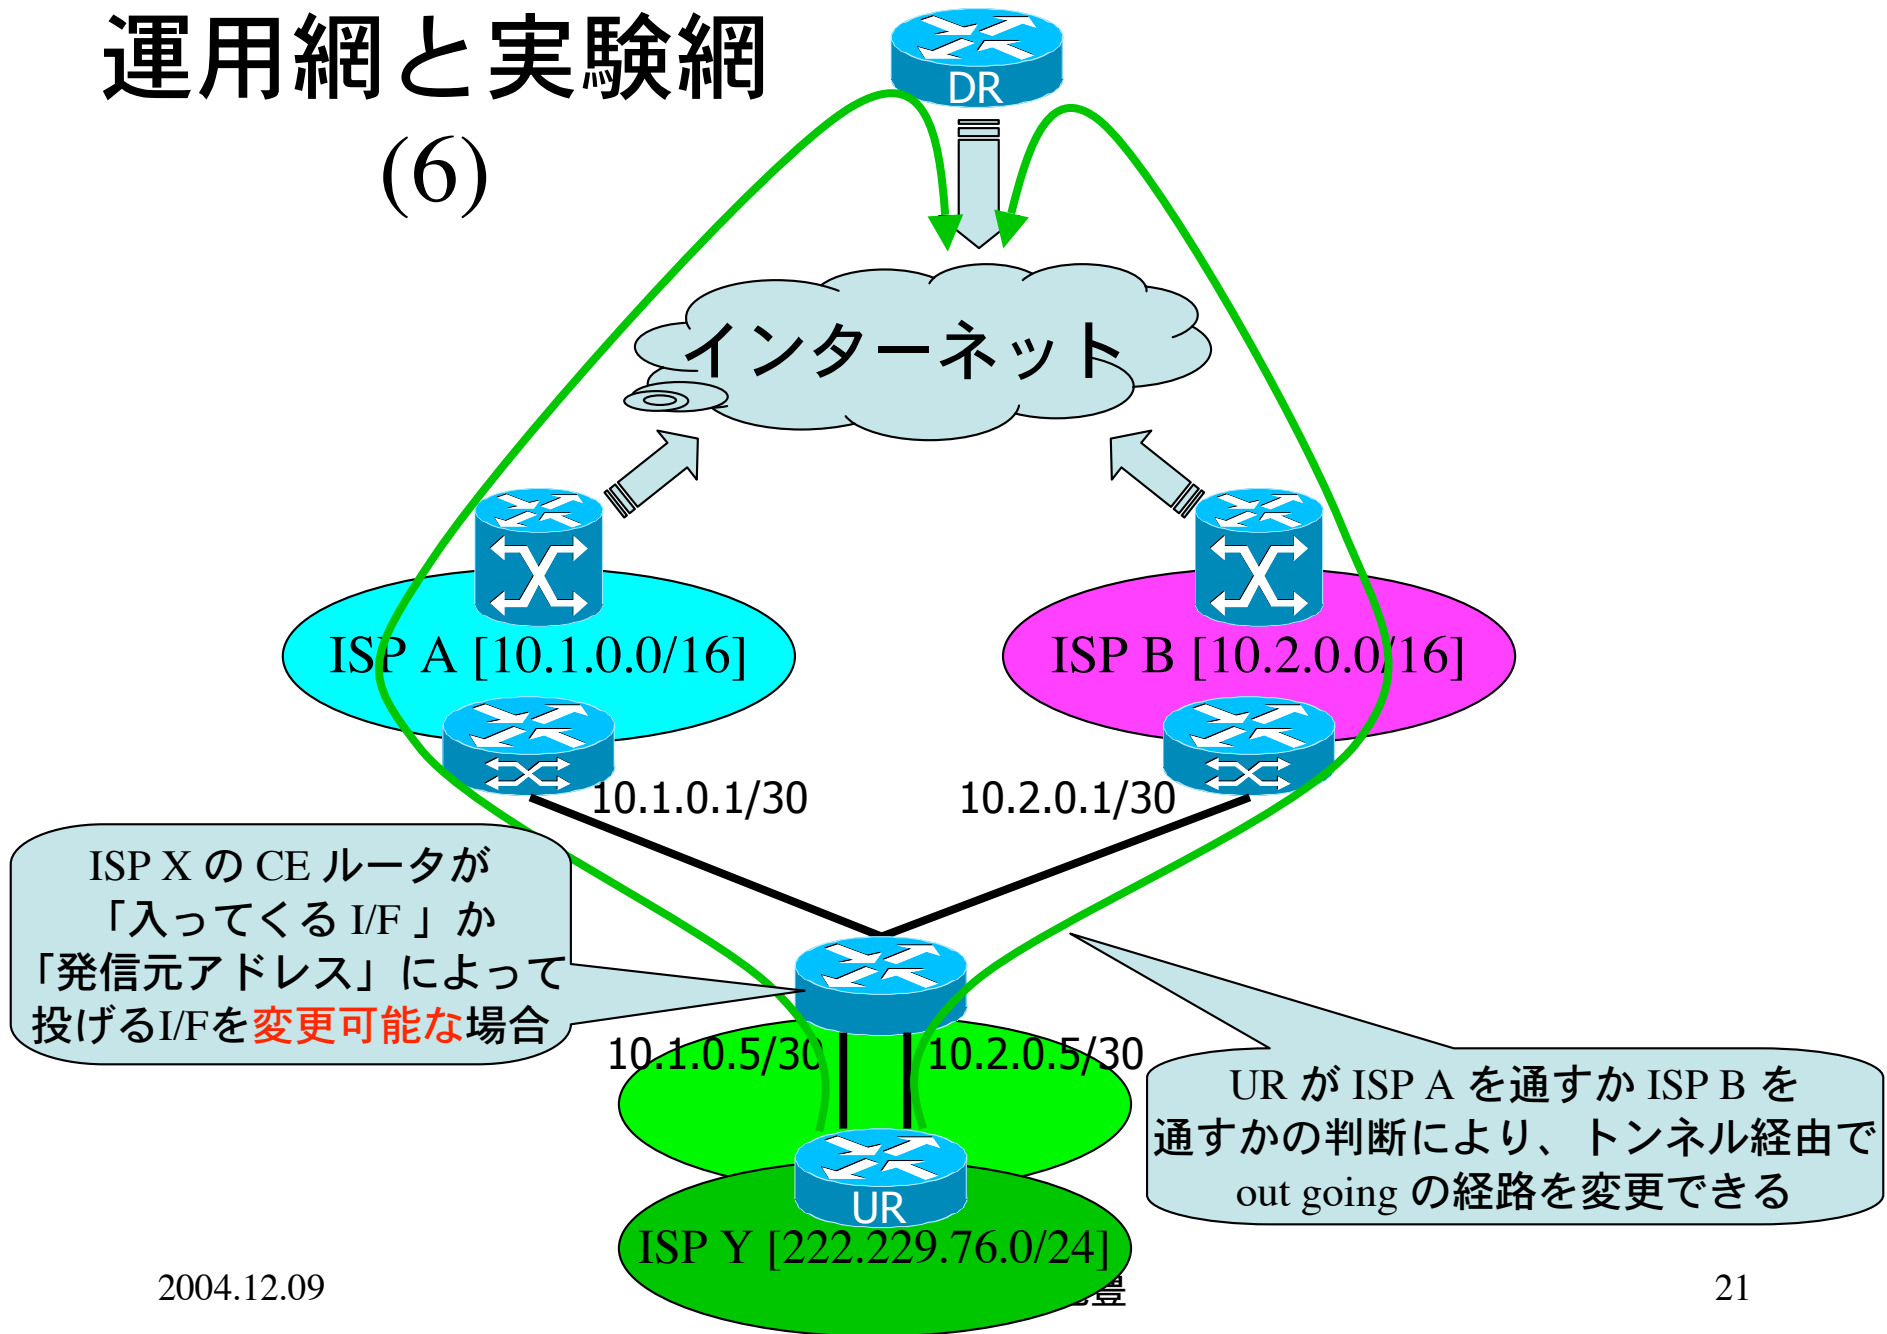 運用網と実験網
(6)
DR
インターネット
ISP A [10.1.0.0/16]
ISP B [10.2.0.0/16]
10.1.0.1/30
10.2.0.1/30
ISP X の CE ルータが
「入ってくる I/F 」か
「発信元アドレス」によって
投げるI/Fを変更可能な場合
10.1.0.5/30
10.2.0.5/30
UR が ISP A を通すか ISP B を
通すかの判断により、トンネル経由で
out going の経路を変更できる
UR
ISP Y [222.229.76.0/24]
2004.12.09
豊
21